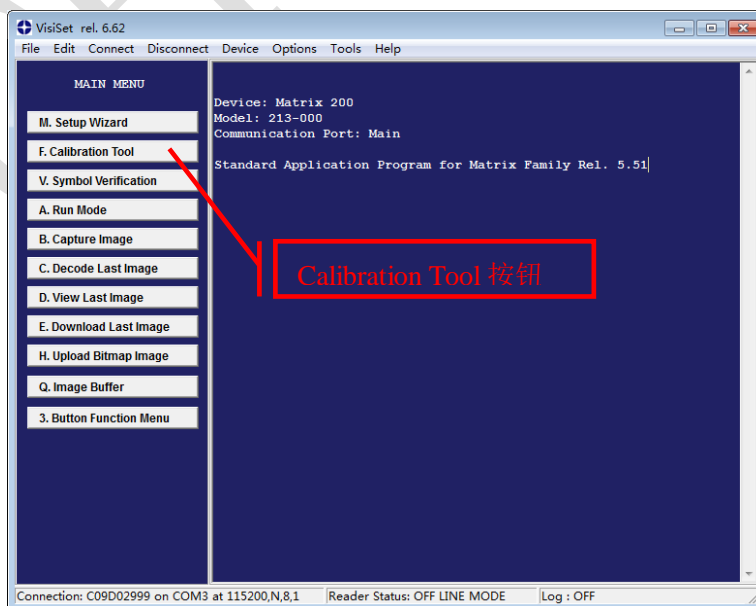 VisiSet rel. 6.62
File Edit Connect Disconnect Device Options Tools Help
MAIN MENU
M. Setup Wizard
F. Calibration Tool
V. Symbol Verification
A. Run Mode
B. Capture Image
C. Decode Last Image
D. View Last Image
E. Download Last Image
H. Upload Bitmap Image
Q. Image Buffer
3. Button Function Menu
Device: Matrix 200
Model: 213-000
Communication Port: Main
Standard Application Program for Matrix Family Rel. 5.51
Calibration Tool 按钮
Connection: C09D02999 on COM3 at 115200,N,8,1 Reader Status: OFF LINE MODE Log : OFF